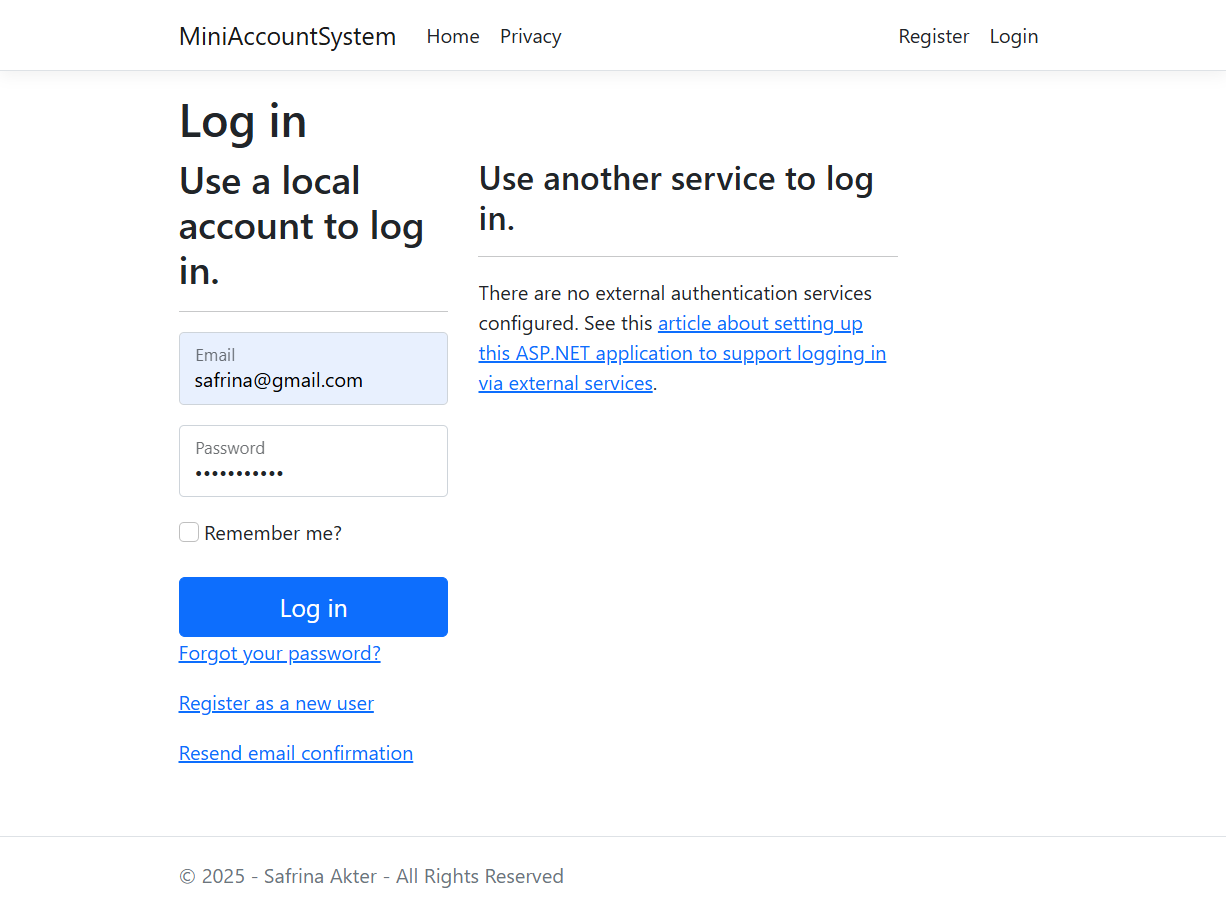 MiniAccountSystem Home Privacy Register Login
Log in
Use a local
account to log
in.
Email
safrina@gmail.com
Password
•••••••••••
Remember me?
Log in
Forgot your password?
Register as a new user
Resend email confirmation
Use another service to log
in.
There are no external authentication services
configured. See this article about setting up
this ASP.NET application to support logging in
via external services.
© 2025 - Safrina Akter - All Rights Reserved